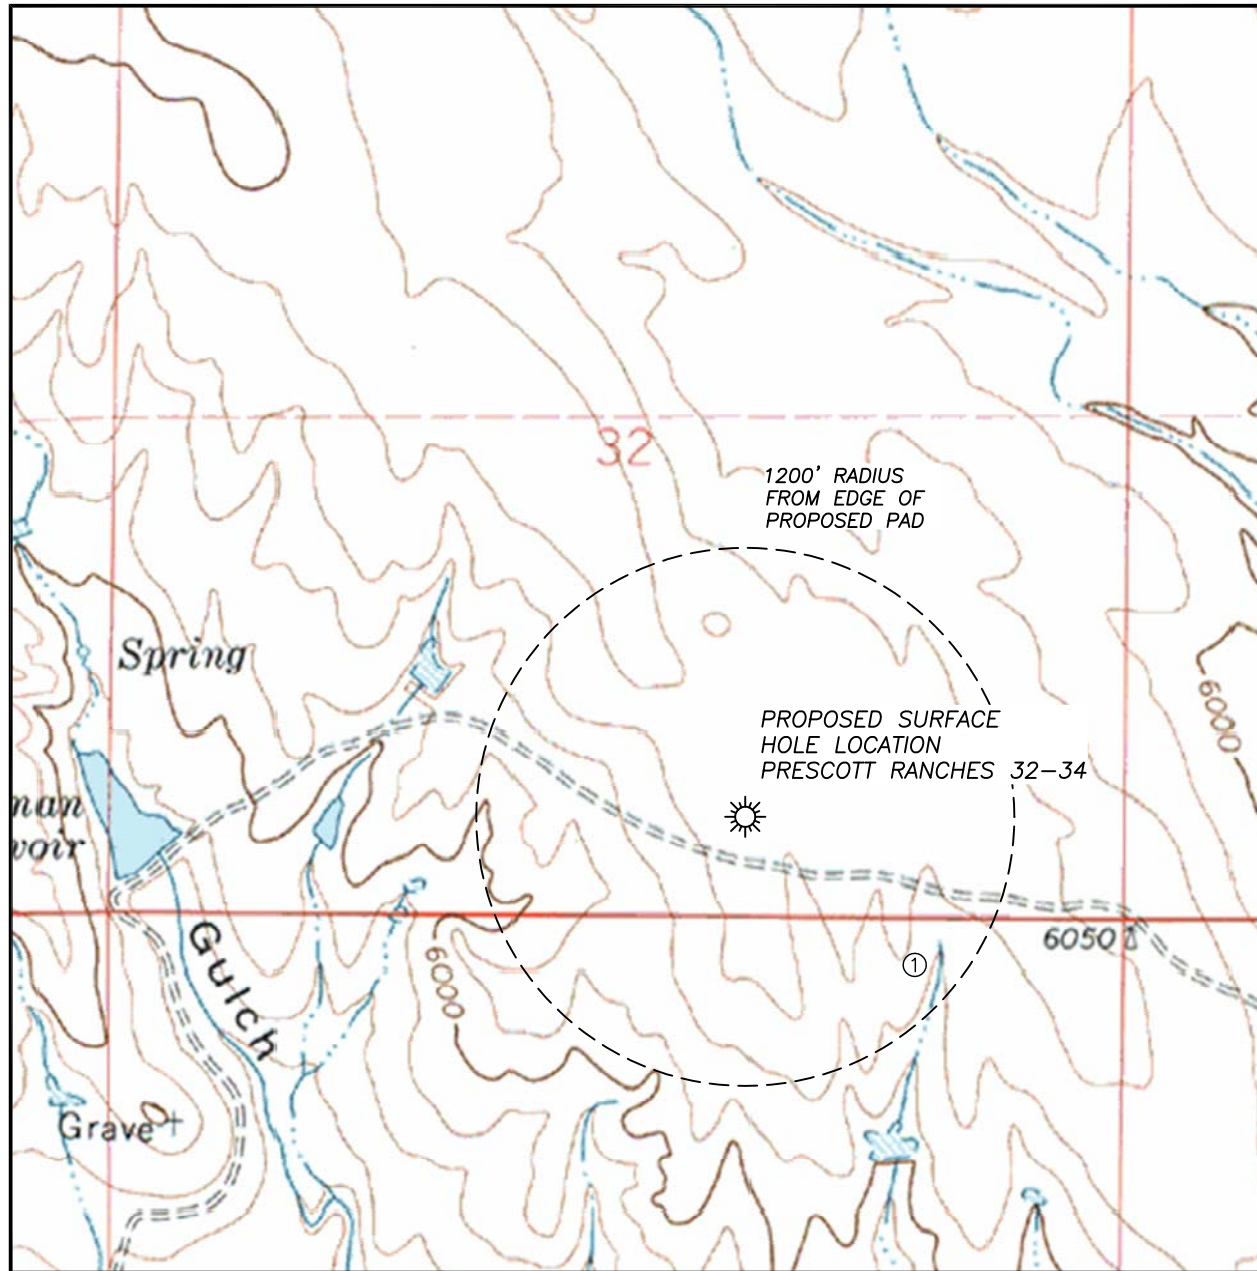 32
1200' RADIUS
FROM EDGE OF
PROPOSED PAD
Spring
6000
PROPOSED SURFACE
HOLE LOCATION
PRESCOTT RANCHES 32-34
man
voir
Gulch
6000
1
6050
Grave